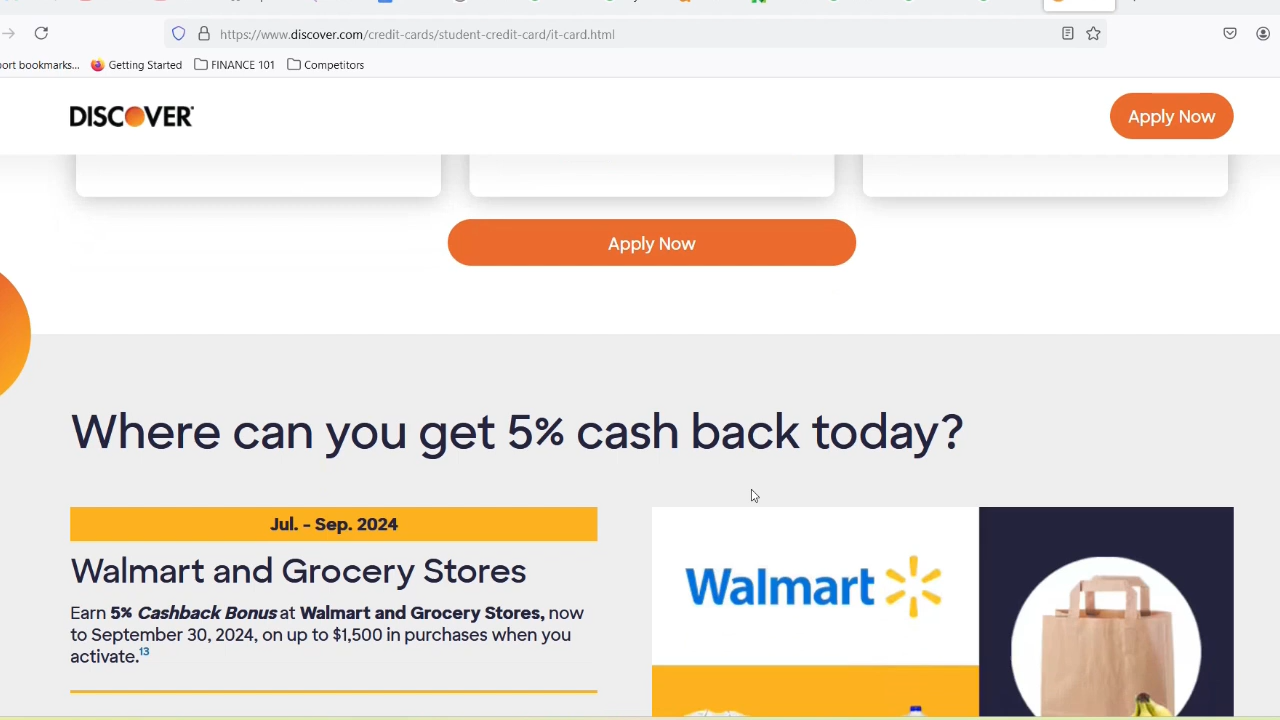 https://www.discover.com/credit-cards/student-credit-card/it-card.html
ort bookmarks... Getting Started FINANCE 101 Competitors
DISCOVER
Apply Now
Apply Now
Where can you get 5% cash back today?
Jul. - Sep. 2024
Walmart and Grocery Stores
Earn 5% Cashback Bonus at Walmart and Grocery Stores, now
to September 30, 2024, on up to $1,500 in purchases when you
activate.13
Walmart